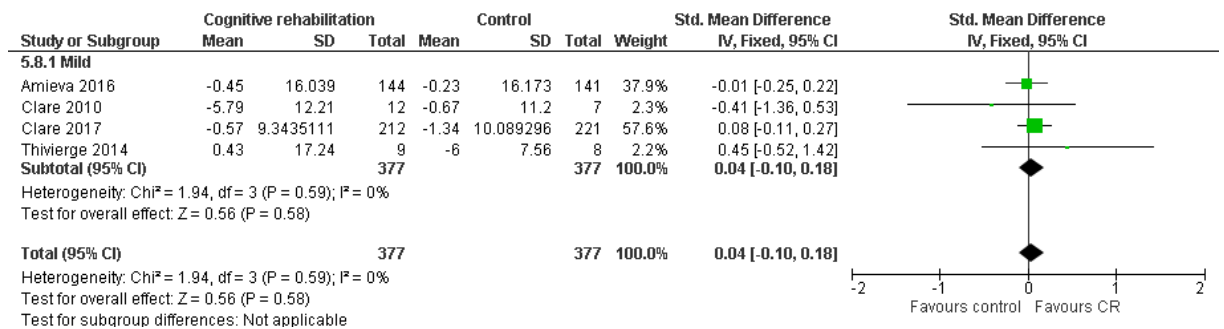 Cognitive rehabilitation Control Std. Mean Difference Std. Mean Difference
Study or Subgroup Mean SD Total Mean SD Total Weight IV, Fixed, 95% CI IV, Fixed, 95% CI
5.8.1 Mild
Amieva 2016 -0.45 16.039 144 -0.23 16.173 141 37.9% -0.01 [-0.25, 0.22]
Clare 2010 -5.79 12.21 12 -0.67 11.2 7 2.3% -0.41 [-1.36, 0.53]
Clare 2017 -0.57 9.3435111 212 -1.34 10.089296 221 57.6% 0.08 [-0.11, 0.27]
Thivierge 2014 0.43 17.24 9 -6 7.56 8 2.2% 0.45 [-0.52, 1.42]
Subtotal (95% CI) 377 377 100.0% 0.04 [-0.10, 0.18]
Heterogeneity: Chi² = 1.94, df = 3 (P = 0.59); I² = 0%
Test for overall effect: Z = 0.56 (P = 0.58)
Total (95% CI) 377 377 100.0% 0.04 [-0.10, 0.18]
Heterogeneity: Chi² = 1.94, df = 3 (P = 0.59); I² = 0%
Test for overall effect: Z = 0.56 (P = 0.58)
Test for subgroup differences: Not applicable
-2 -1 0 1 2
Favours control Favours CR